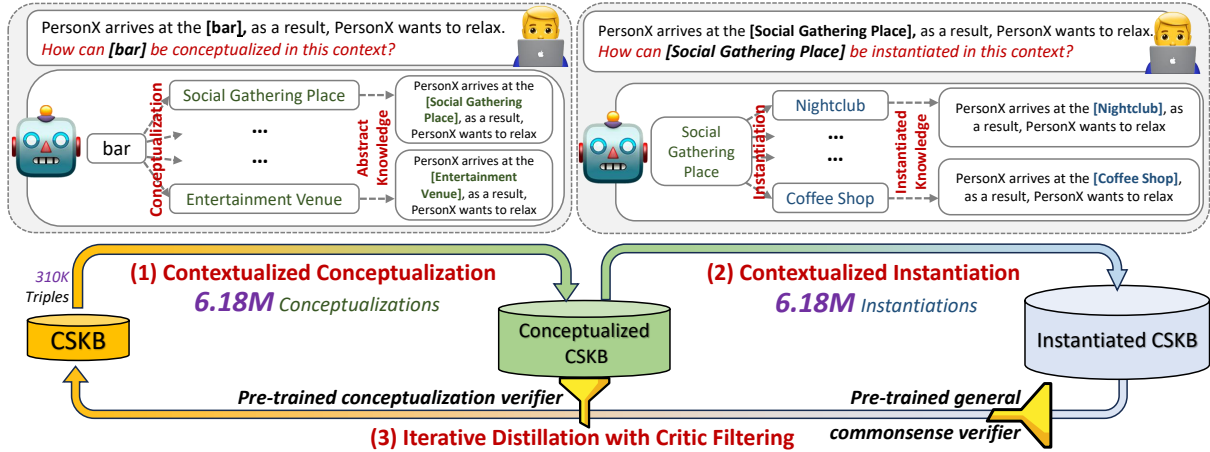 PersonX arrives at the [bar], as a result, PersonX wants to relax.
How can [bar] be conceptualized in this context?
bar
Conceptualization
Social Gathering Place
...
...
Entertainment Venue
Abstract
Knowledge
PersonX arrives at the
[Social Gathering
Place], as a result,
PersonX wants to relax
PersonX arrives at the
[Entertainment
Venue], as a result,
PersonX wants to relax
PersonX arrives at the [Social Gathering Place], as a result, PersonX wants to relax.
How can [Social Gathering Place] be instantiated in this context?
Social
Gathering
Place
Instantiation
Nightclub
...
...
Coffee Shop
Instantiated
Knowledge
PersonX arrives at the [Nightclub], as
a result, PersonX wants to relax
PersonX arrives at the [Coffee Shop],
as a result, PersonX wants to relax
310K
Triples
CSKB
(1) Contextualized Conceptualization
6.18M Conceptualizations
Conceptualized
CSKB
(2) Contextualized Instantiation
6.18M Instantiations
Instantiated CSKB
Pre-trained conceptualization verifier
Pre-trained general
commonsense verifier
(3) Iterative Distillation with Critic Filtering